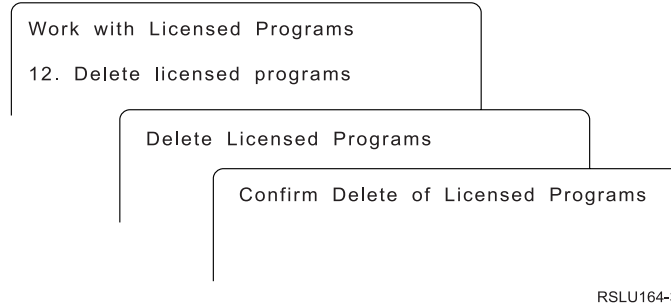 Work with Licensed Programs
12. Delete licensed programs
Delete Licensed Programs
Confirm Delete of Licensed Programs
RSLU164-